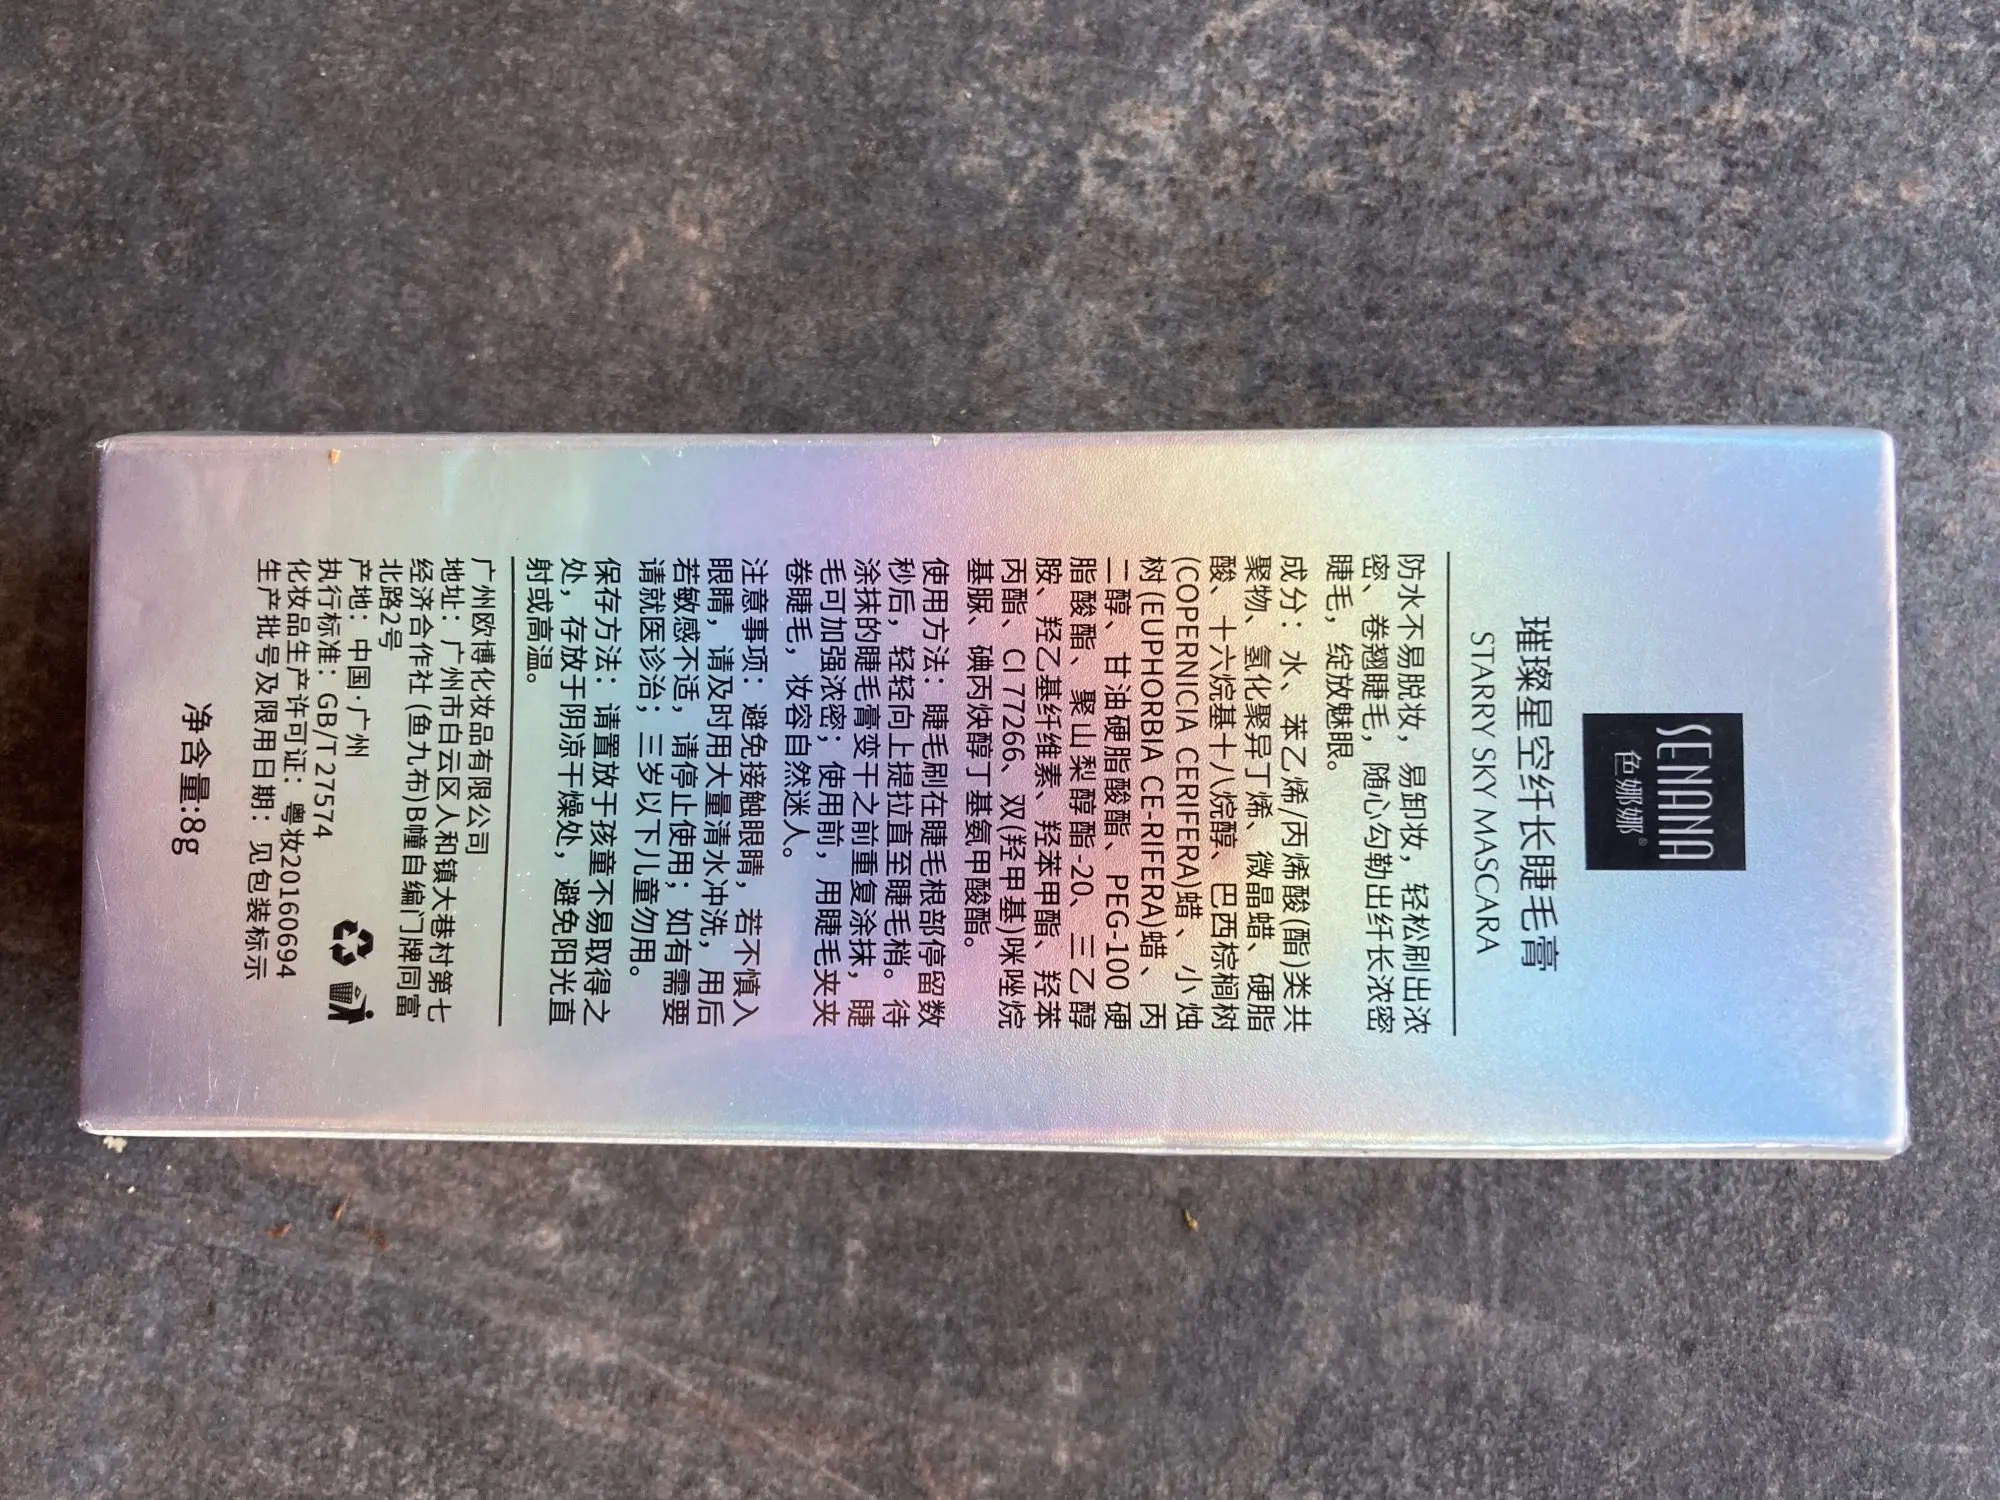 SENANA
色娜娜®
璀璨星空纤长睫毛膏
STARRY SKY MASCARA
防水不易脱妆，易卸妆，轻松刷出浓
密、卷翘睫毛，随心勾勒出纤长浓密
睫毛，绽放魅眼。
成分：水、苯乙烯/丙烯酸(酯)类共
聚物、氢化聚异丁烯、微晶蜡、硬脂
酸、十六烷基十八烷醇、巴西棕榈树
(COPERNICIA CERIFERA)蜡、小烛
树(EUPHORBIA CE-RIFERA)蜡、丙
二醇、甘油硬脂酸酯、PEG-100 硬
脂酸酯、聚山梨醇酯-20、三乙醇
胺、羟乙基纤维素、羟苯甲酯、羟苯
丙酯、CI 77266、双(羟甲基)咪唑烷
基脲、碘丙炔醇丁基氨甲酸酯。
使用方法：睫毛刷在睫毛根部停留数
秒后，轻轻向上提拉直至睫毛梢。待
涂抹的睫毛膏变干之前重复涂抹，睫
毛可加强浓密；使用前，用睫毛夹夹
卷睫毛，妆容自然迷人。
注意事项：避免接触眼睛，若不慎入
眼睛，请及时用大量清水冲洗，用后
若敏感不适，请停止使用；如有需要
请就医诊治；三岁以下儿童勿用。
保存方法：请置放于孩童不易取得之
处，存放于阴凉干燥处，避免阳光直
射或高温。
广州欧博化妆品有限公司
地址：广州市白云区人和镇大巷村第七
经济合作社 (鱼九布)B幢自编门牌同富
北路2号
产地：中国·广州
执行标准：GB/T 27574
化妆品生产许可证：粤妆20160694
生产批号及限用日期：见包装标示
净含量:8g